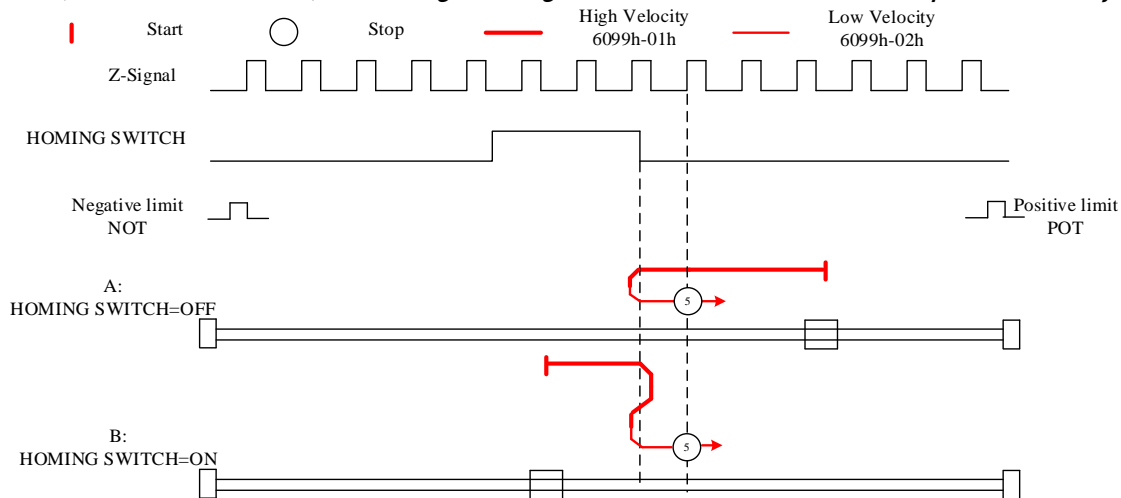 Start
Stop
High Velocity
6099h-01h
Low Velocity
6099h-02h
Z-Signal
HOMING SWITCH
Negative limit
NOT
Positive limit
POT
A:
HOMING SWITCH=OFF
5
B:
HOMING SWITCH=ON
5